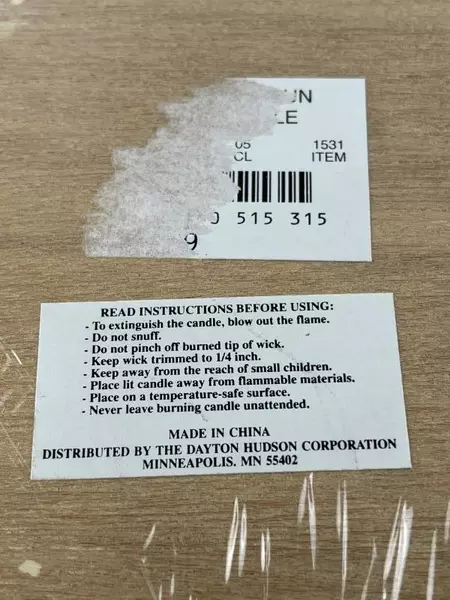 UN
LE
05 1531
CL ITEM
0 515 315
9
READ INSTRUCTIONS BEFORE USING:
- To extinguish the candle, blow out the flame.
- Do not snuff.
- Do not pinch off burned tip of wick.
- Keep wick trimmed to 1/4 inch.
- Keep away from the reach of small children.
- Place lit candle away from flammable materials.
- Place on a temperature-safe surface.
- Never leave burning candle unattended.
MADE IN CHINA
DISTRIBUTED BY THE DAYTON HUDSON CORPORATION
MINNEAPOLIS. MN 55402